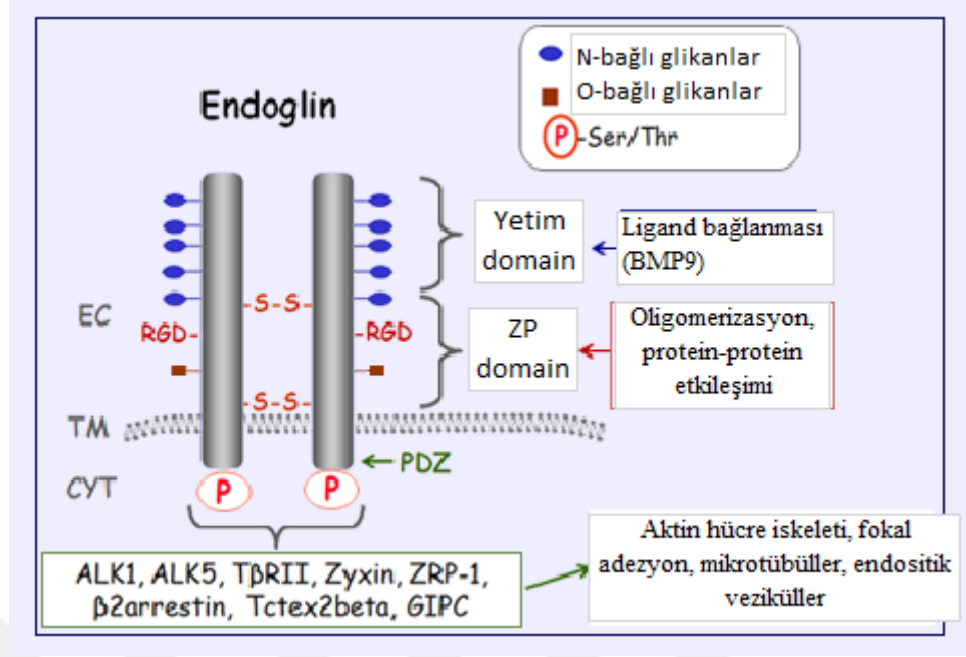 N-bağlı glikanlar
O-bağlı glikanlar
P-Ser/Thr
Endoglin
Yetim
domain
Ligand bağlanması
(BMP9)
EC
S-S
RGD
RGD
ZP
domain
Oligomerizasyon,
protein-protein
etkileşimi
S-S
TM
PDZ
CYT
P
P
ALK1, ALK5, TβRII, Zyxin, ZRP-1,
β2arrestin, Tctex2beta, GIPC
Aktin hücre iskeleti, fokal
adezyon, mikrotübüller, endositik
veziküller